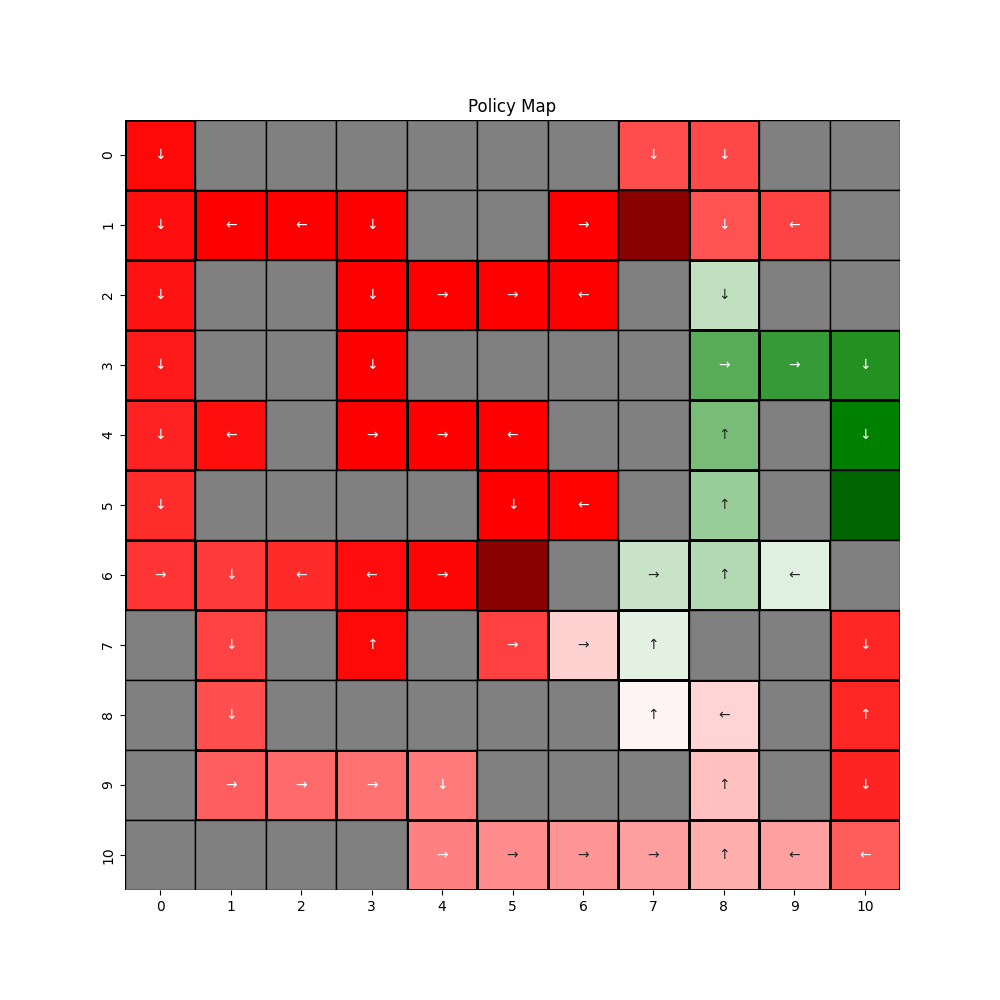 Policy Map
0 ↓ ↓ ↓
1 ↓ ← ← ↓ → ↓ ←
2 ↓ ↓ → → ← ↓
3 ↓ ↓ → → ↓
4 ↓ ← → → ← ↑ ↓
5 ↓ ↓ ← ↑
6 → ↓ ← ← → → ↑ ←
7 ↓ ↑ → → ↑ ↓
8 ↓ ↑ ← ↑
9 → → → ↓ ↑ ↓
10 → → → → ↑ ← ←
0 1 2 3 4 5 6 7 8 9 10